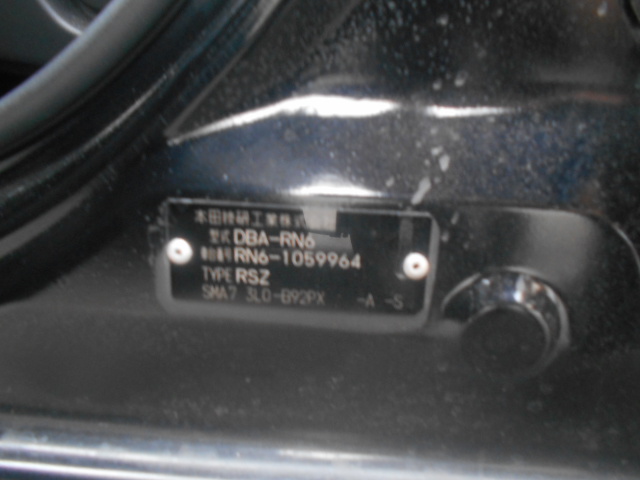 本田技研工業株式
型式 DBA-RN6
車台番号 RN6-1059964
TYPE RSZ
SMA7 3LO-B92PX -A -S